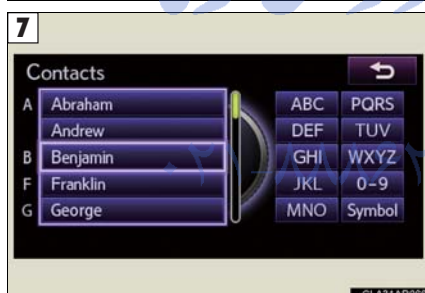 7
Contacts
A Abraham
Andrew
B Benjamin
F Franklin
G George
ABC PQRS
DEF TUV
GHI WXYZ
JKL 0-9
MNO Symbol